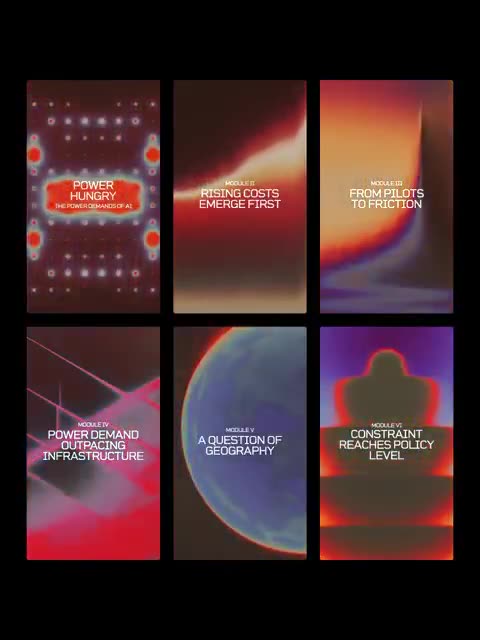 POWER
HUNGRY
THE POWER DEMANDS OF AI
MODULE II
RISING COSTS
EMERGE FIRST
MODULE III
FROM PILOTS
TO FRICTION
MODULE IV
POWER DEMAND
OUTPACING
INFRASTRUCTURE
MODULE V
A QUESTION OF
GEOGRAPHY
MODULE VI
CONSTRAINT
REACHES POLICY
LEVEL